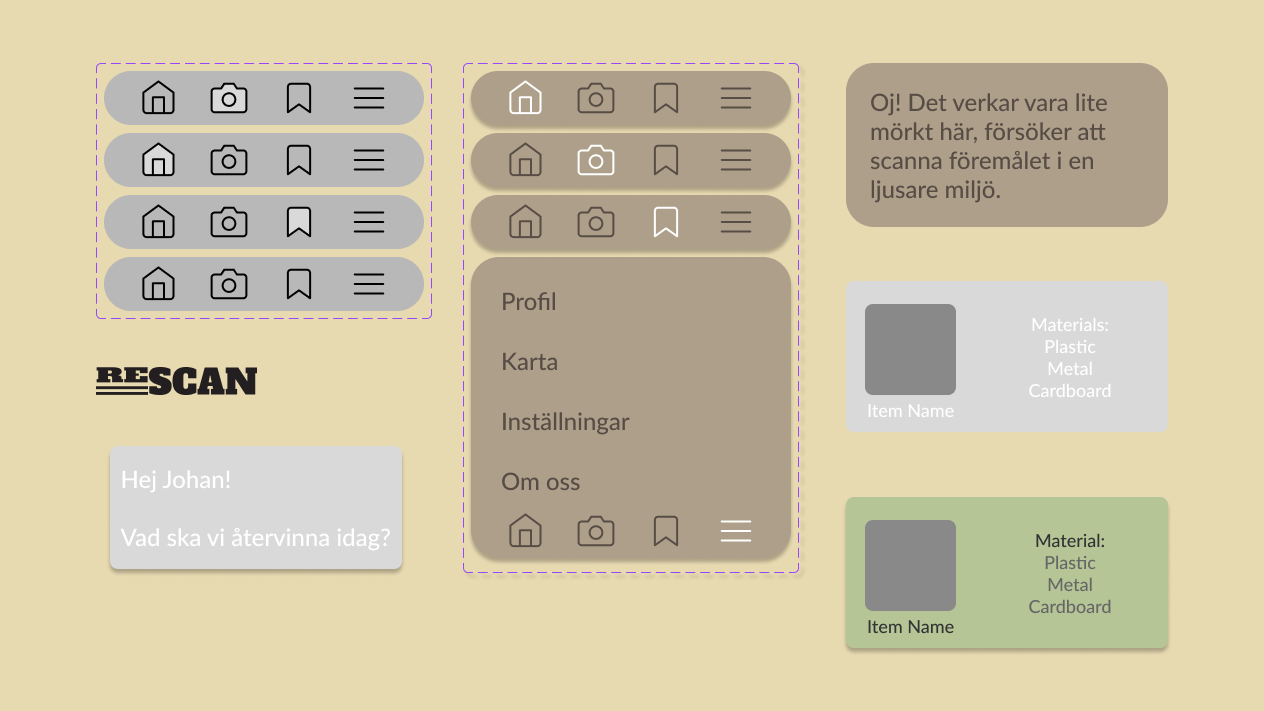 RESCAN
Hej Johan!
Vad ska vi återvinna idag?
Profil
Karta
Inställningar
Om oss
Oj! Det verkar vara lite
mörkt här, försöker att
scanna föremålet i en
ljusare miljö.
Materials:
Plastic
Metal
Cardboard
Item Name
Material:
Plastic
Metal
Cardboard
Item Name